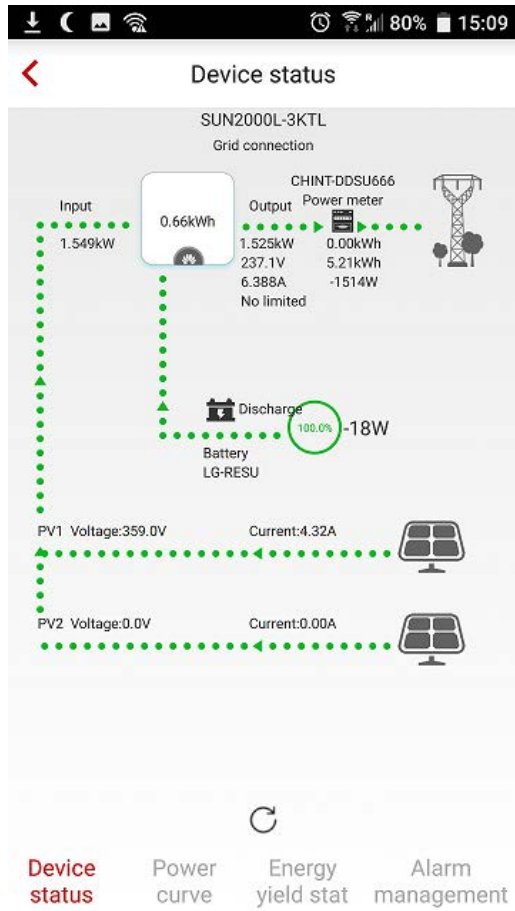 80% 15:09
Device status
SUN2000L-3KTL
Grid connection
CHINT-DDSU666
Input
0.66kWh
Output
Power meter
1.549kW
1.525kW
0.00kWh
237.1V
5.21kWh
6.388A
-1514W
No limited
Discharge
100.0%
-18W
Battery
LG-RESU
PV1 Voltage:359.0V Current:4.32A
PV2 Voltage:0.0V Current:0.00A
Device status
Power curve
Energy yield stat
Alarm management